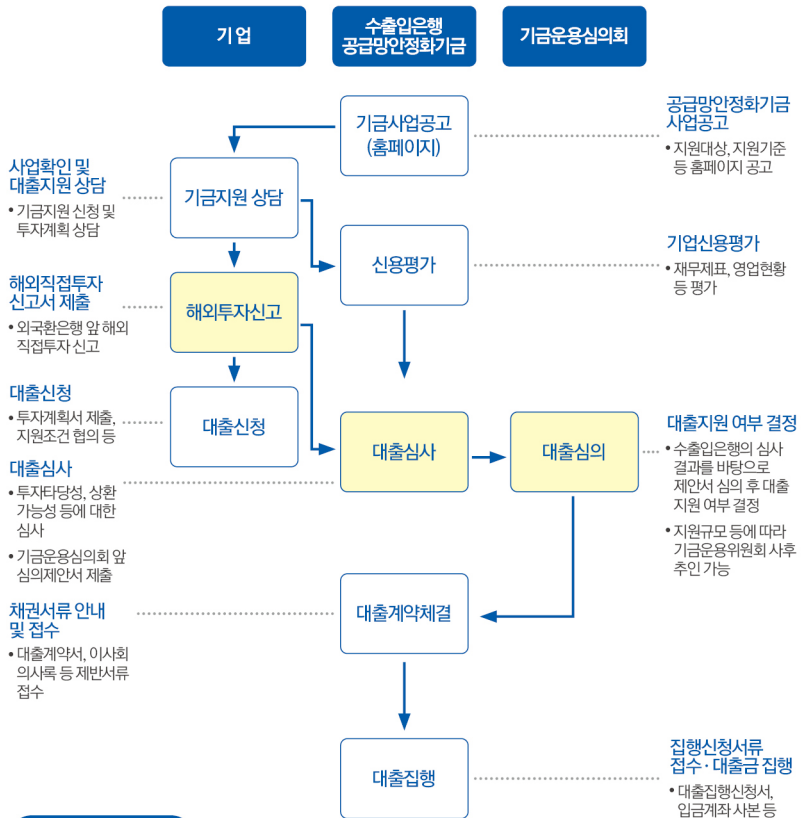 기업
수출입은행
공급망안정화기금
기금운용심의회
기금사업공고
(홈페이지)
공급망안정화기금
사업공고
• 지원대상, 지원기준
등 홈페이지 공고
사업확인 및
대출지원 상담
• 기금지원 신청 및
투자계획 상담
기금지원 상담
신용평가
기업신용평가
• 재무제표, 영업현황
등 평가
해외직접투자
신고서 제출
• 외국환은행 앞 해외
직접투자 신고
해외투자신고
대출신청
• 투자계획서 제출,
지원조건 협의 등
대출신청
대출심사
• 투자타당성, 상환
가능성 등에 대한
심사
• 기금운용심의회 앞
심의제안서 제출
대출심사
대출심의
대출지원 여부 결정
• 수출입은행의 심사
결과를 바탕으로
제안서 심의 후 대출
지원 여부 결정
• 지원규모 등에 따라
기금운용위원회 사후
추인 가능
채권서류 안내
및 접수
• 대출계약서, 이사회
의사록 등 제반서류
접수
대출계약체결
대출집행
집행신청서류
접수 · 대출금 집행
• 대출집행신청서,
입금계좌 사본 등